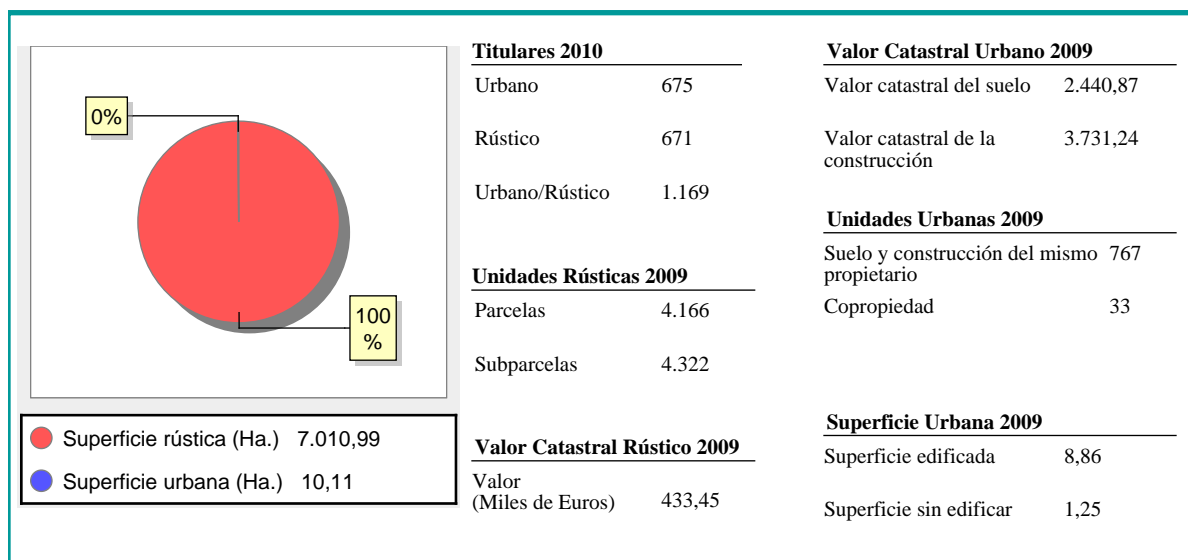 0%
100
%
Superficie rústica (Ha.) 7.010,99
Superficie urbana (Ha.) 10,11
Titulares 2010
Urbano 675
Rústico 671
Urbano/Rústico 1.169
Unidades Rústicas 2009
Parcelas 4.166
Subparcelas 4.322
Valor Catastral Rústico 2009
Valor
(Miles de Euros) 433,45
Valor Catastral Urbano 2009
Valor catastral del suelo 2.440,87
Valor catastral de la 3.731,24
construcción
Unidades Urbanas 2009
Suelo y construcción del mismo 767
propietario
Copropiedad 33
Superficie Urbana 2009
Superficie edificada 8,86
Superficie sin edificar 1,25